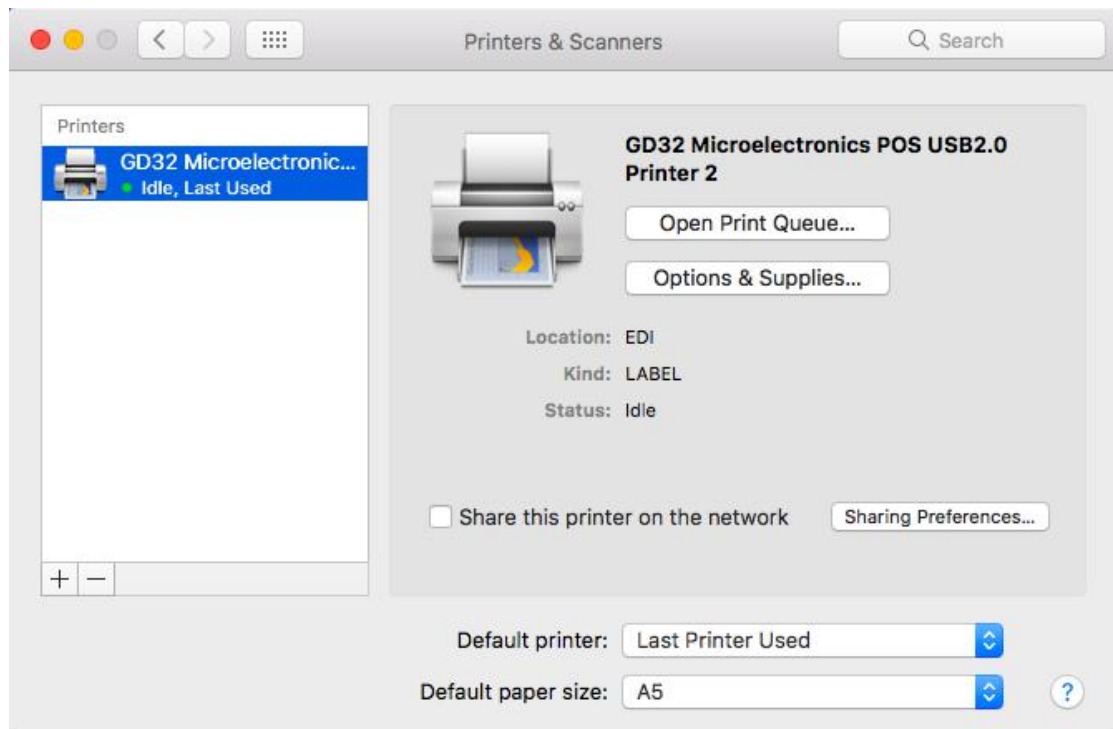 Printers & Scanners
Search
Printers
GD32 Microelectronic...
Idle, Last Used
GD32 Microelectronics POS USB2.0
Printer 2
Open Print Queue...
Options & Supplies...
Location: EDI
Kind: LABEL
Status: Idle
Share this printer on the network
Sharing Preferences...
+ −
Default printer: Last Printer Used
Default paper size: A5
?